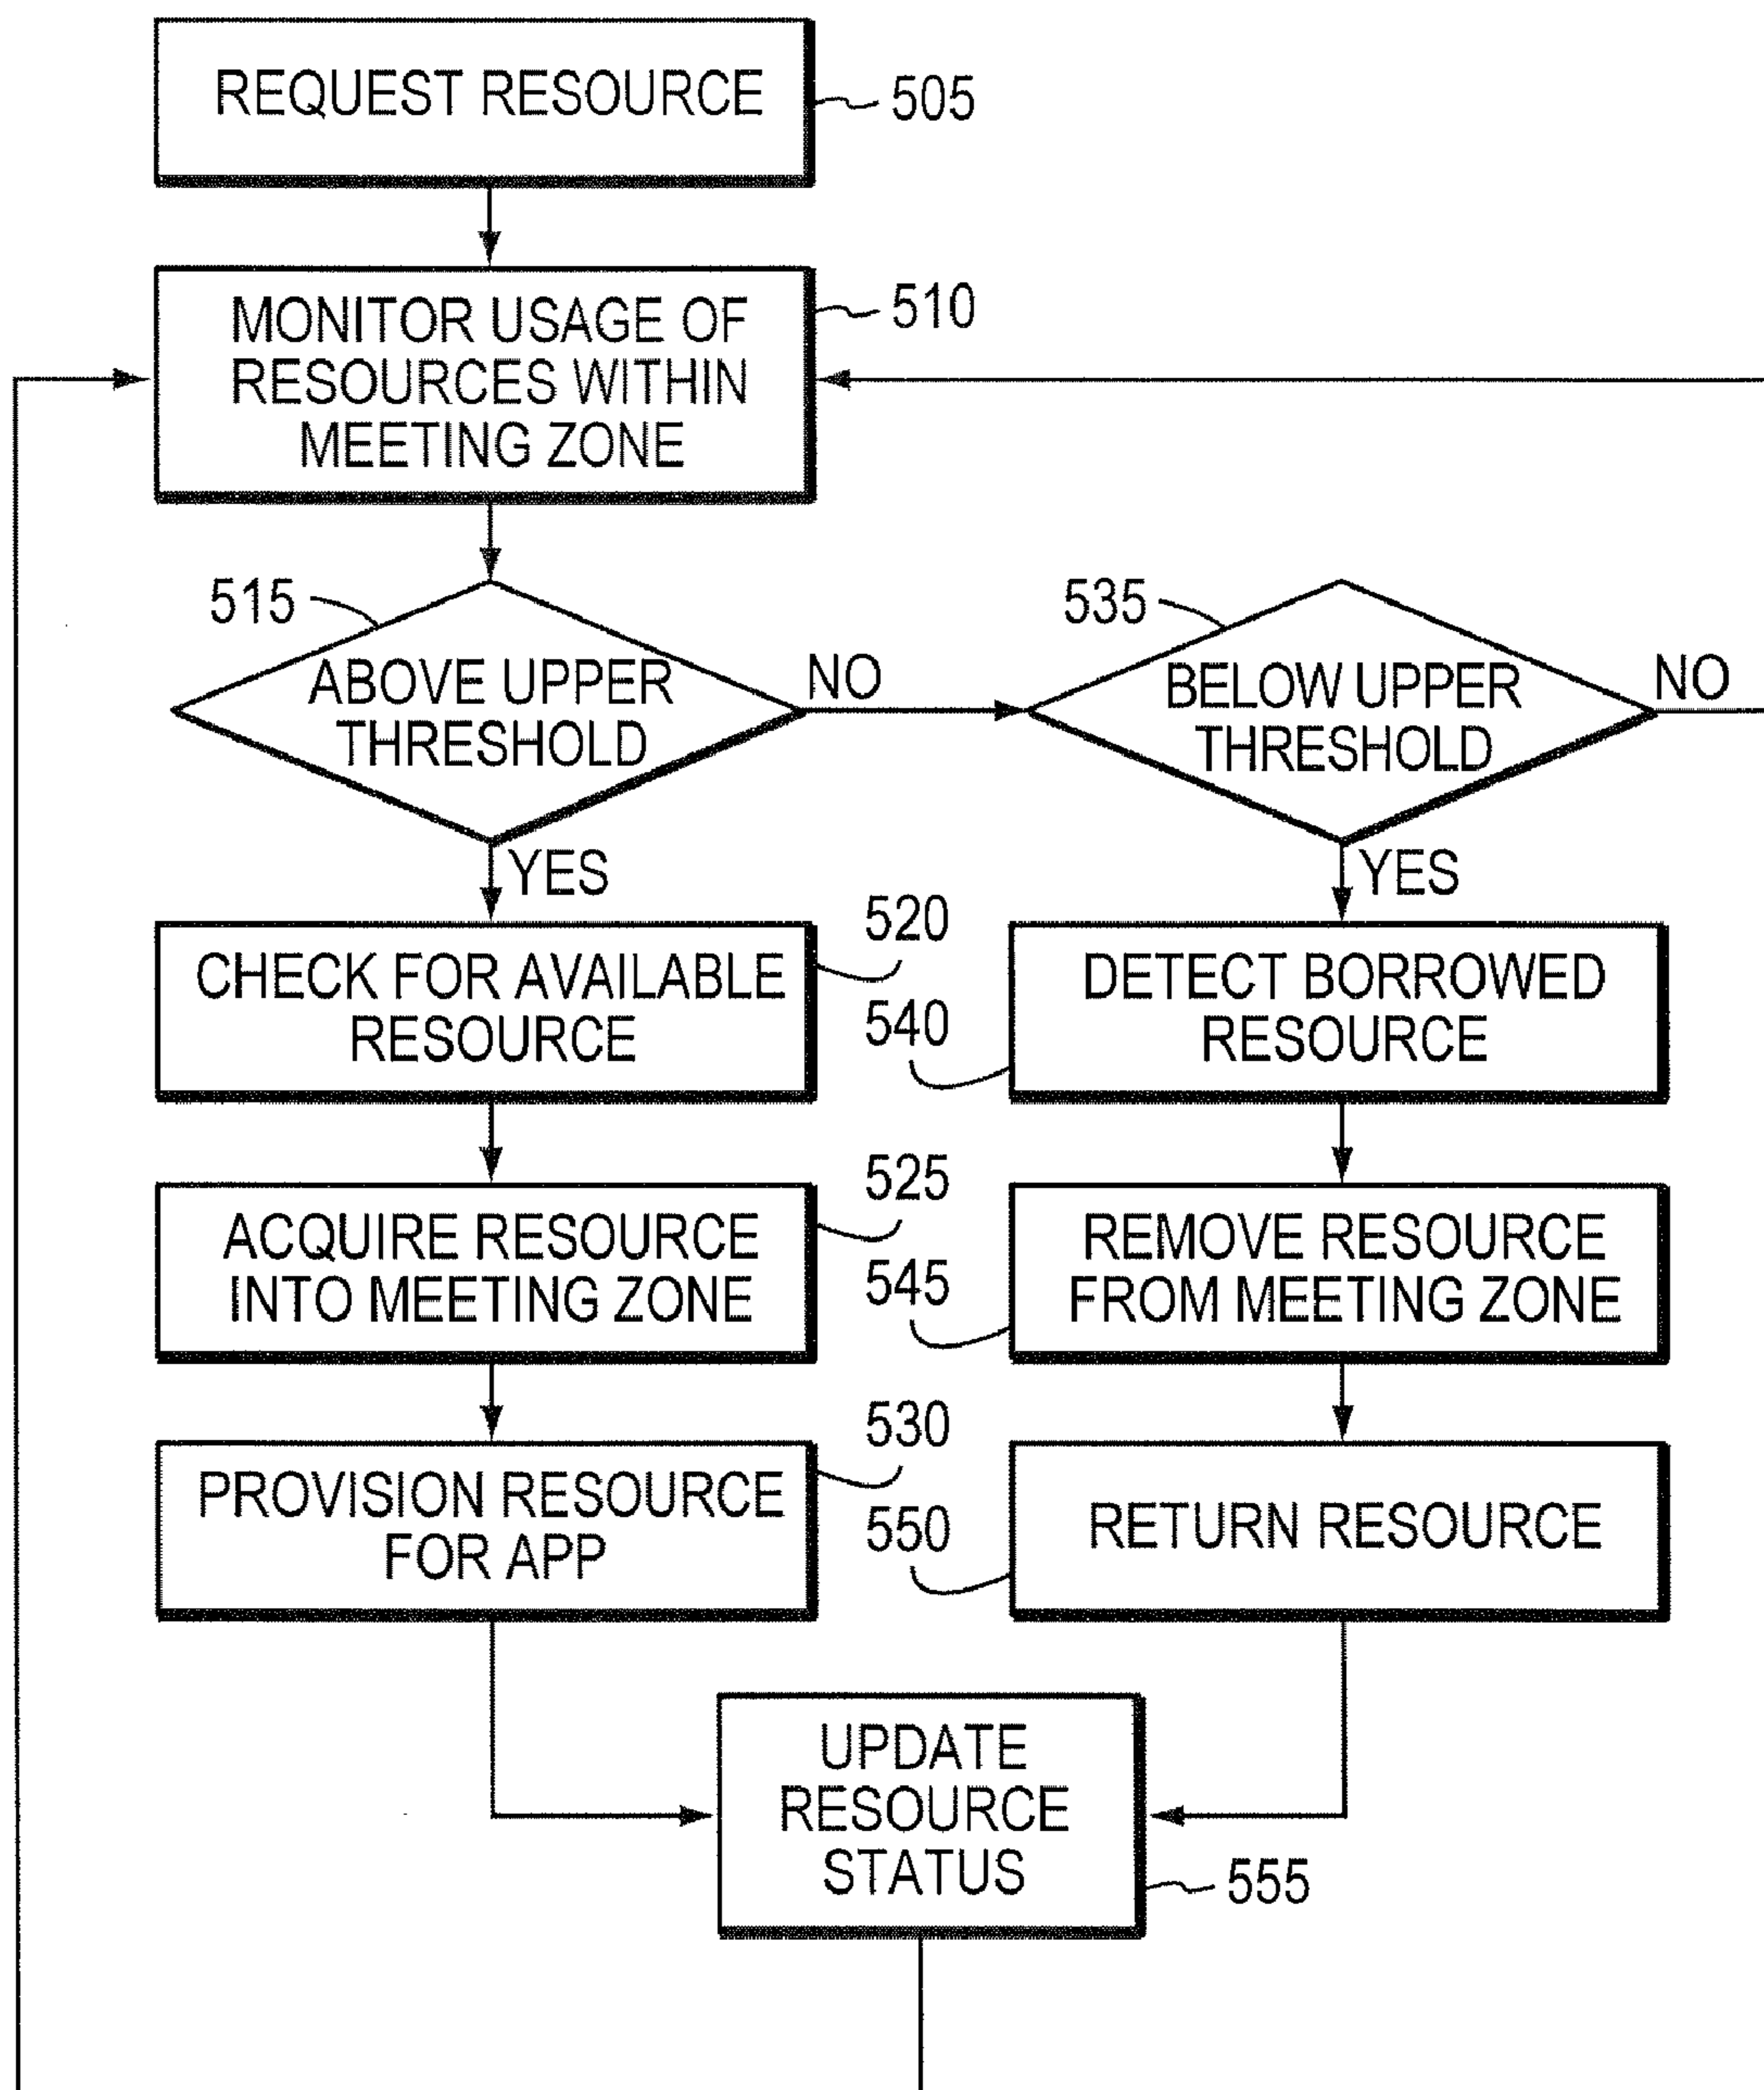 REQUEST RESOURCE
505
MONITOR USAGE OF
RESOURCES WITHIN
MEETING ZONE
510
515
ABOVE UPPER
THRESHOLD
NO
535
BELOW UPPER
THRESHOLD
NO
YES
YES
CHECK FOR AVAILABLE
RESOURCE
520
540
DETECT BORROWED
RESOURCE
ACQUIRE RESOURCE
INTO MEETING ZONE
525
545
REMOVE RESOURCE
FROM MEETING ZONE
PROVISION RESOURCE
FOR APP
530
550
RETURN RESOURCE
UPDATE
RESOURCE
STATUS
555